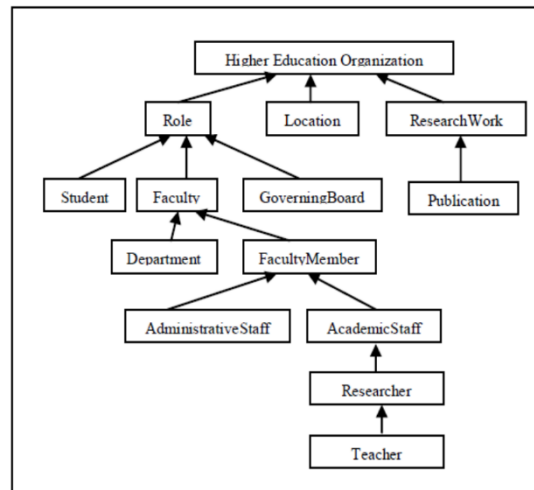 Higher Education Organization
Role
Location
ResearchWork
Student
Faculty
GoverningBoard
Publication
Department
FacultyMember
AdministrativeStaff
AcademicStaff
Researcher
Teacher